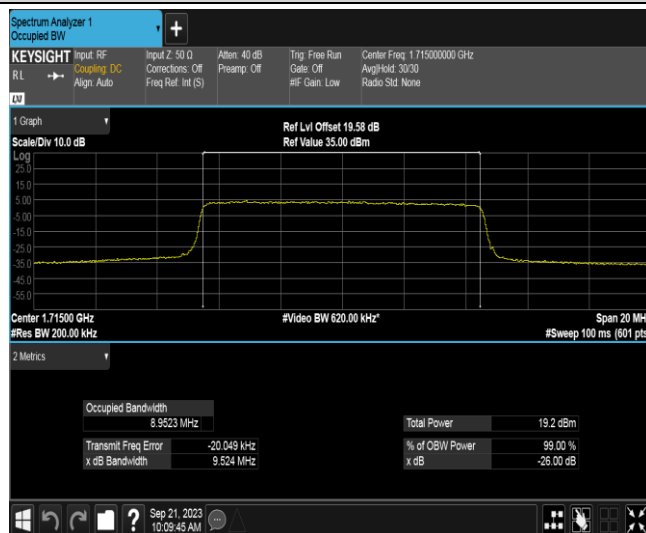 Spectrum Analyzer 1
Occupied BW
+
KEYSIGHT Input: RF Input Z: 50 Ω Atten: 40 dB Trig: Free Run Center Freq: 1.715000000 GHz
RL Coupling: DC Corrections: Off Preamp: Off Gate: Off Avg|Hold: 30/30
Align: Auto Freq Ref: Int (S) #IF Gain: Low Radio Std: None
LXI
1 Graph
Ref Lvl Offset 19.58 dB
Scale/Div 10.0 dB Ref Value 35.00 dBm
Log
25.0
15.0
5.00
-5.00
-15.0
-25.0
-35.0
-45.0
-55.0
Center 1.71500 GHz #Video BW 620.00 kHz* Span 20 MH
#Res BW 200.00 kHz #Sweep 100 ms (601 pts
2 Metrics
Occupied Bandwidth
8.9523 MHz Total Power 19.2 dBm
Transmit Freq Error -20.049 kHz % of OBW Power 99.00 %
x dB Bandwidth 9.524 MHz x dB -26.00 dB
? Sep 21, 2023
10:09:45 AM